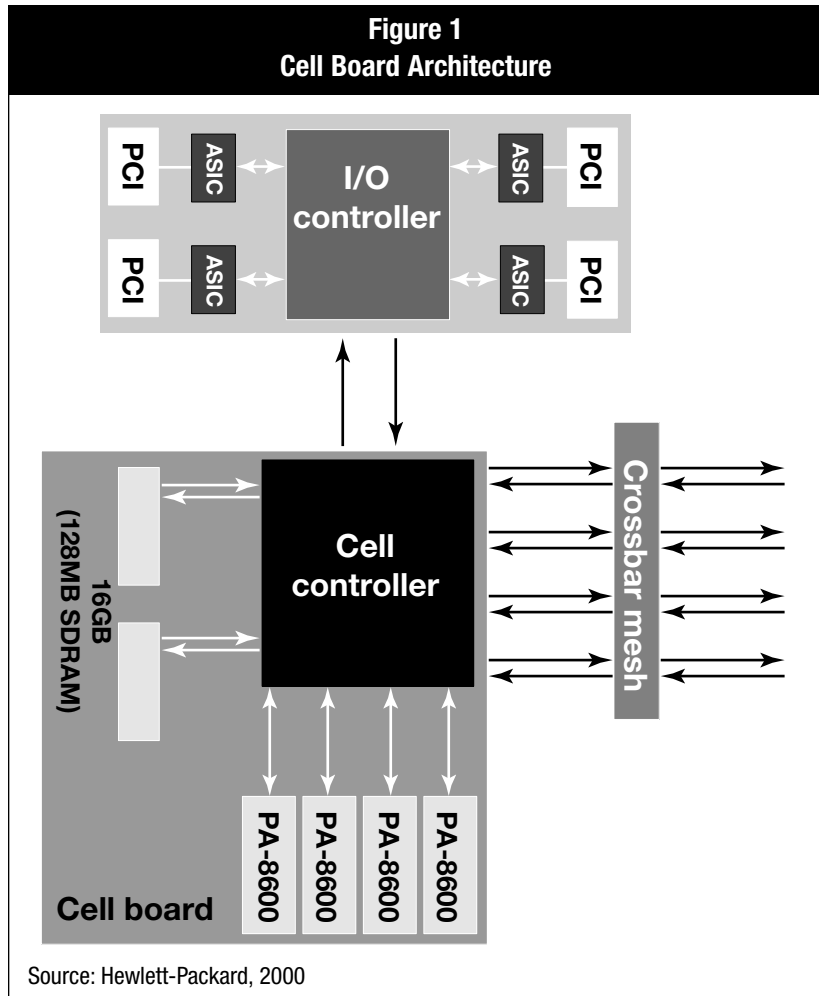 Figure 1
Cell Board Architecture
PCI
ASIC
I/O
controller
ASIC
PCI
PCI
ASIC
ASIC
PCI
16GB
(128MB SDRAM)
Cell
controller
Crossbar mesh
PA-8600
PA-8600
PA-8600
PA-8600
Cell board
Source: Hewlett-Packard, 2000